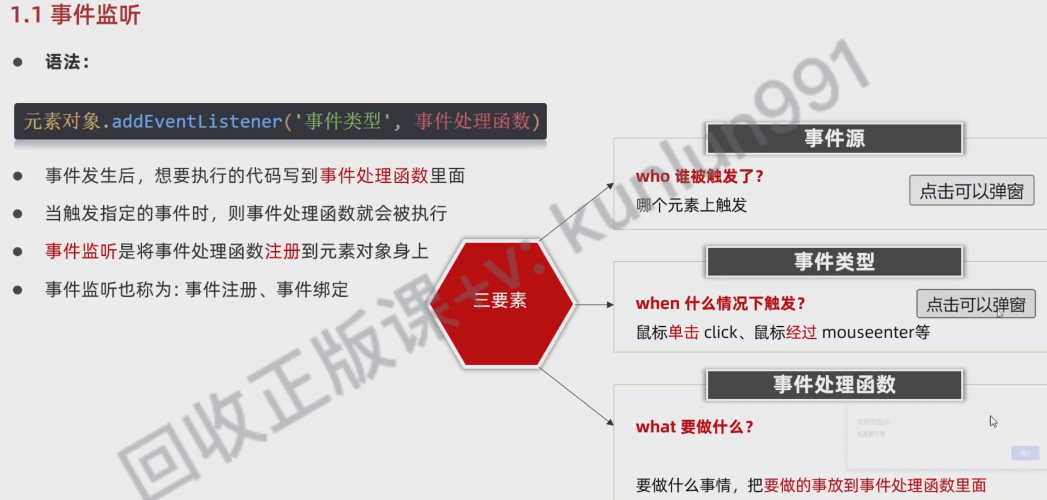 1.1 事件监听
语法：
元素对象.addEventListener('事件类型', 事件处理函数)
事件发生后，想要执行的代码写到事件处理函数里面
当触发指定的事件时，则事件处理函数就会被执行
事件监听是将事件处理函数注册到元素对象身上
事件监听也称为: 事件注册、事件绑定
三要素
事件源
who 谁被触发了?
哪个元素上触发
点击可以弹窗
事件类型
when 什么情况下触发?
鼠标单击 click、鼠标经过 mouseenter等
点击可以弹窗
事件处理函数
what 要做什么?
要做什么事情，把要做的事放到事件处理函数里面
回收正版课+v: kunlun991